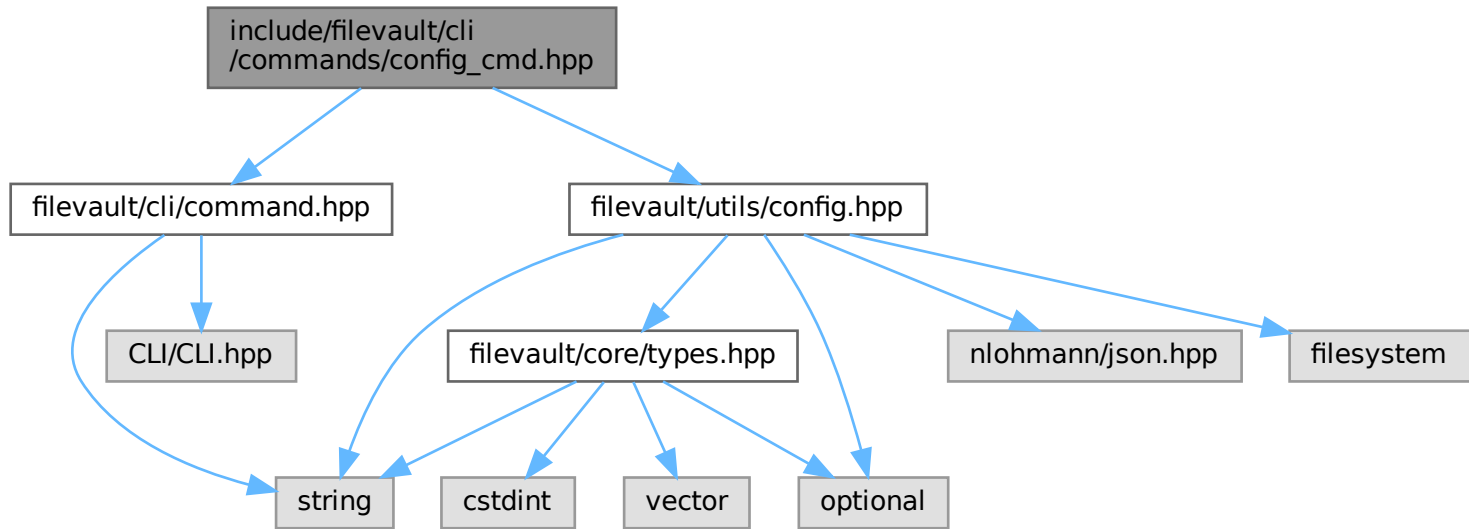 include/filevault/cli
/commands/config_cmd.hpp
filevault/cli/command.hpp
filevault/utils/config.hpp
CLI/CLI.hpp
filevault/core/types.hpp
nlohmann/json.hpp
filesystem
string
cstdint
vector
optional